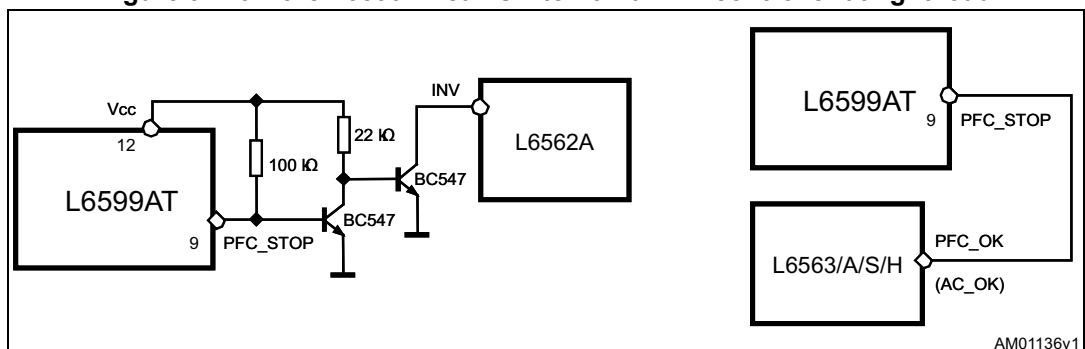 Vcc
12
100 kΩ
22 kΩ
L6599AT
9
PFC_STOP
BC547
BC547
INV
L6562A
L6599AT
9
PFC_STOP
L6563/A/S/H
PFC_OK
(AC_OK)
AM01136v1